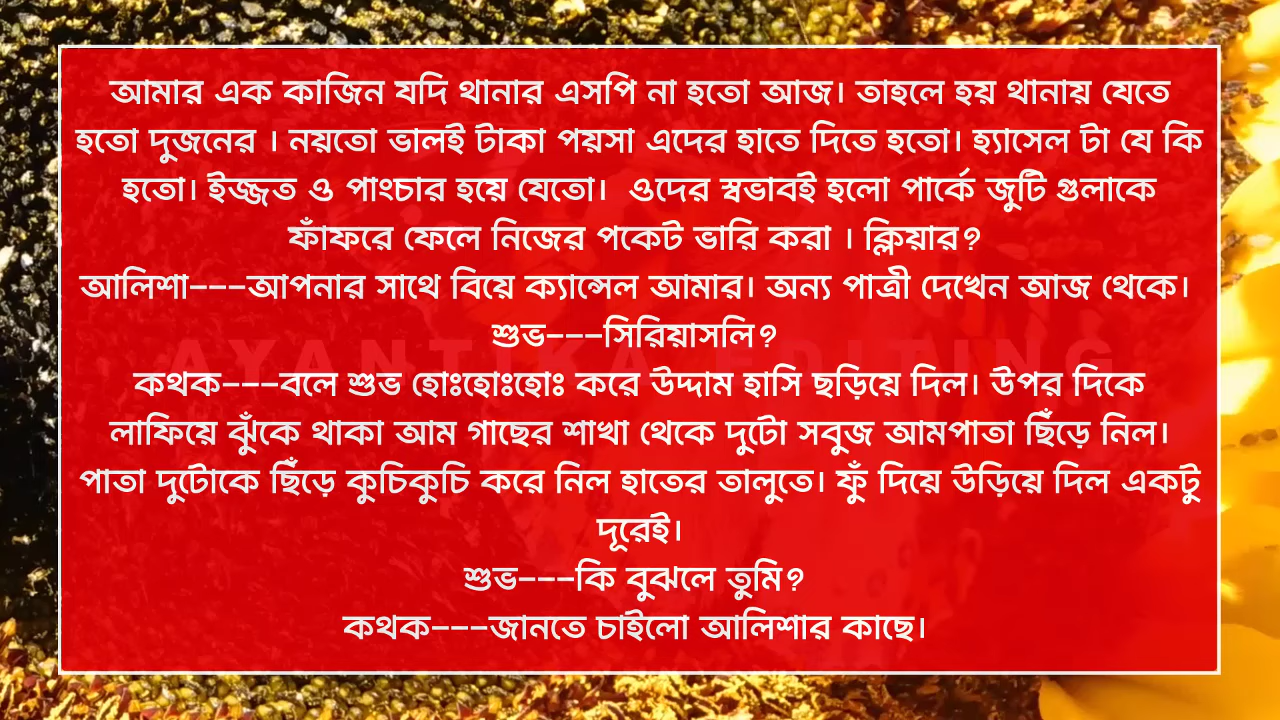 আমার এক কাজিন যদি থানার এসপি না হতো আজ। তাহলে হয় থানায় যেতে
হতো দুজনের । নয়তো ভালই টাকা পয়সা এদের হাতে দিতে হতো। হ্যাসেল টা যে কি
হতো। ইজ্জত ও পাংচার হয়ে যেতো।  ওদের স্বভাবই হলো পার্কে জুটি গুলাকে
ফাঁফরে ফেলে নিজের পকেট ভারি করা । ক্লিয়ার?
আলিশা---আপনার সাথে বিয়ে ক্যান্সেল আমার। অন্য পাত্রী দেখেন আজ থেকে।
শুভ---সিরিয়াসলি?
AYANTIKA EDITING
কথক---বলে শুভ হোঃহোঃহোঃ করে উদ্দাম হাসি ছড়িয়ে দিল। উপর দিকে
লাফিয়ে ঝুঁকে থাকা আম গাছের শাখা থেকে দুটো সবুজ আমপাতা ছিঁড়ে নিল।
পাতা দুটোকে ছিঁড়ে কুচিকুচি করে নিল হাতের তালুতে। ফুঁ দিয়ে উড়িয়ে দিল একটু
দূরেই।
শুভ---কি বুঝলে তুমি?
কথক---জানতে চাইলো আলিশার কাছে।